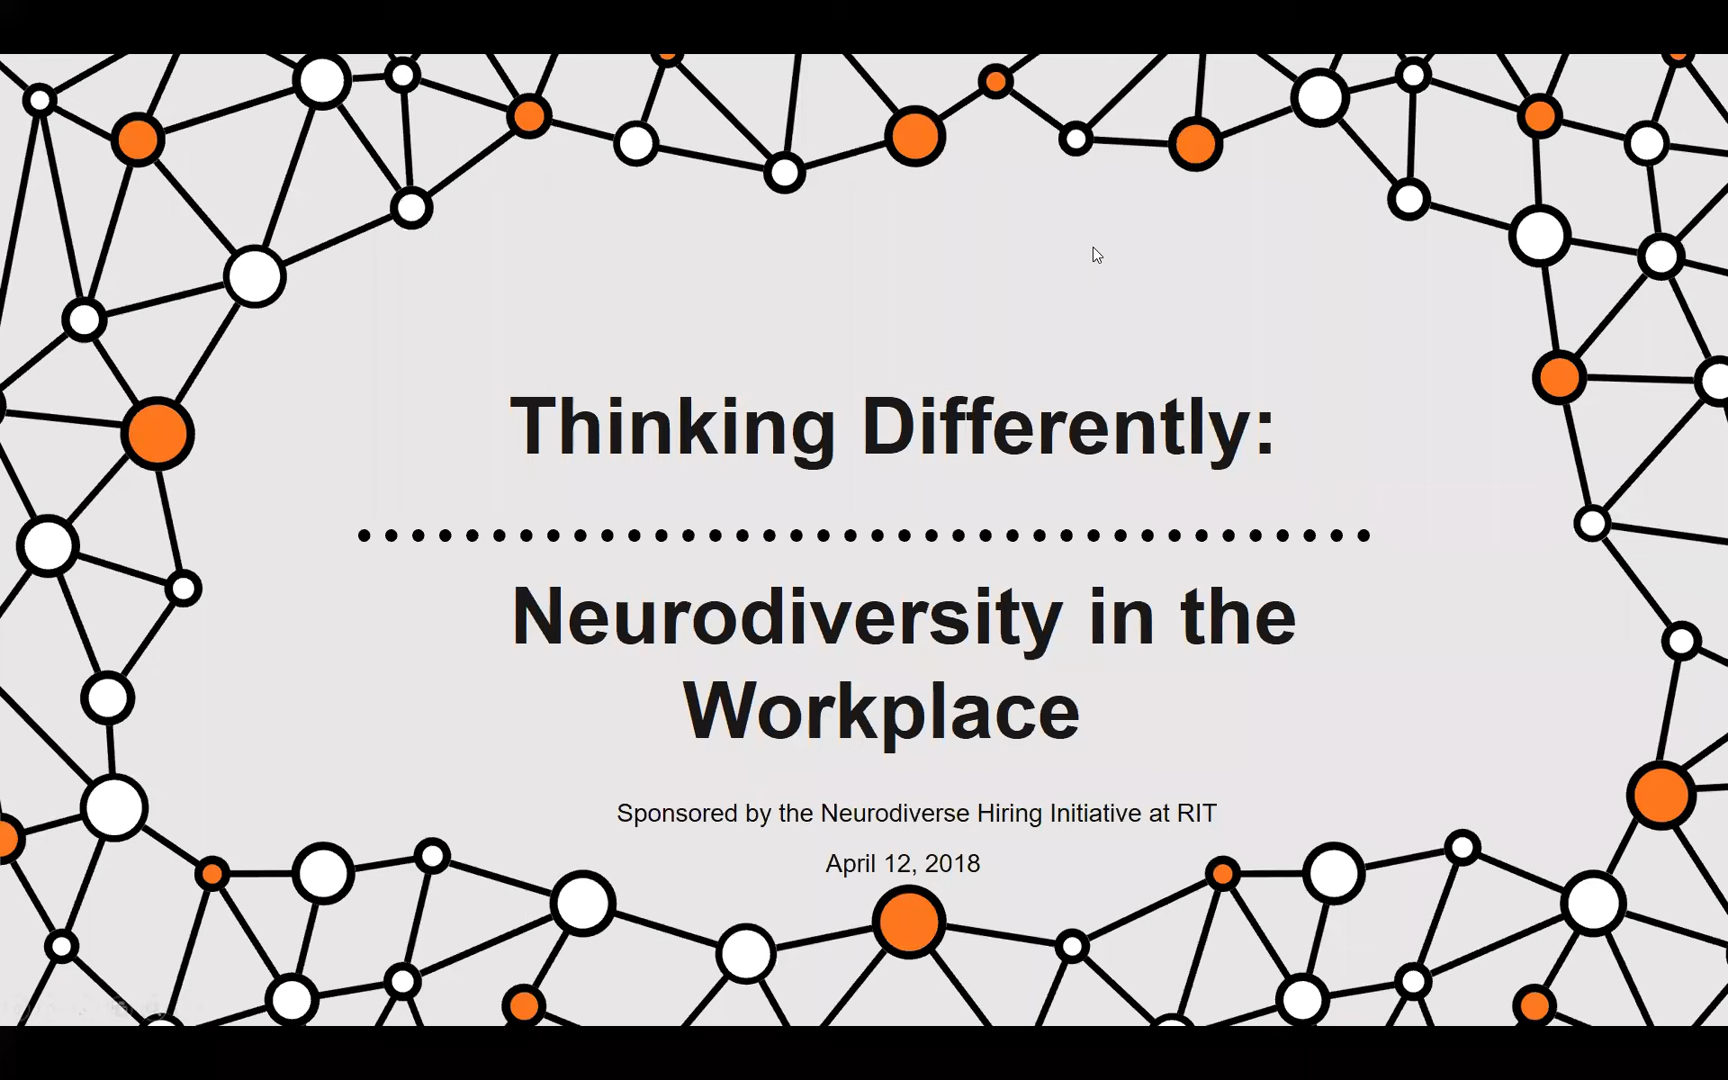 Thinking Differently:
Neurodiversity in the
Workplace
Sponsored by the Neurodiverse Hiring Initiative at RIT
April 12, 2018